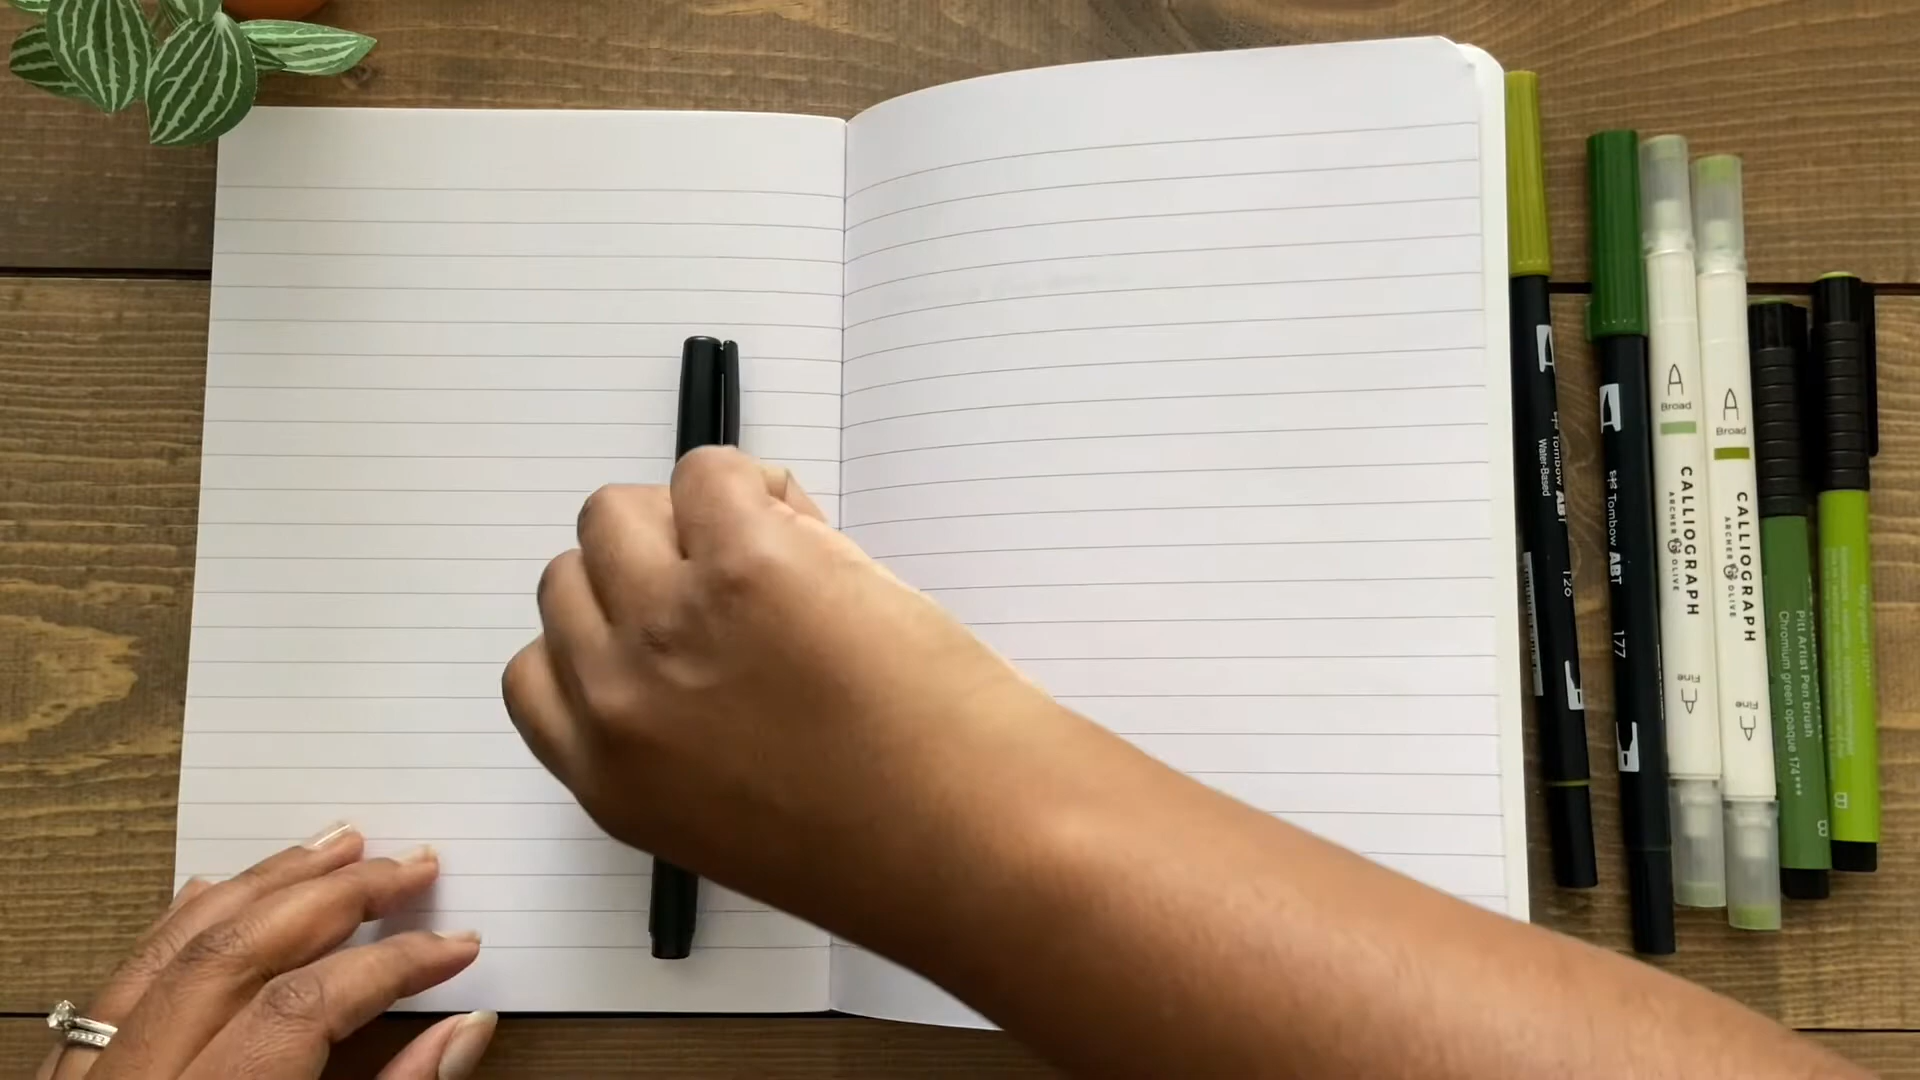 Tombow ABT
Water-Based
126
Tombow ABT
177
Broad
CALLIOGRAPH
ARCHER & OLIVE
Fine
Broad
CALLIOGRAPH
ARCHER & OLIVE
Fine
Pitt Artist Pen brush
Chromium green opaque 174***
B
B